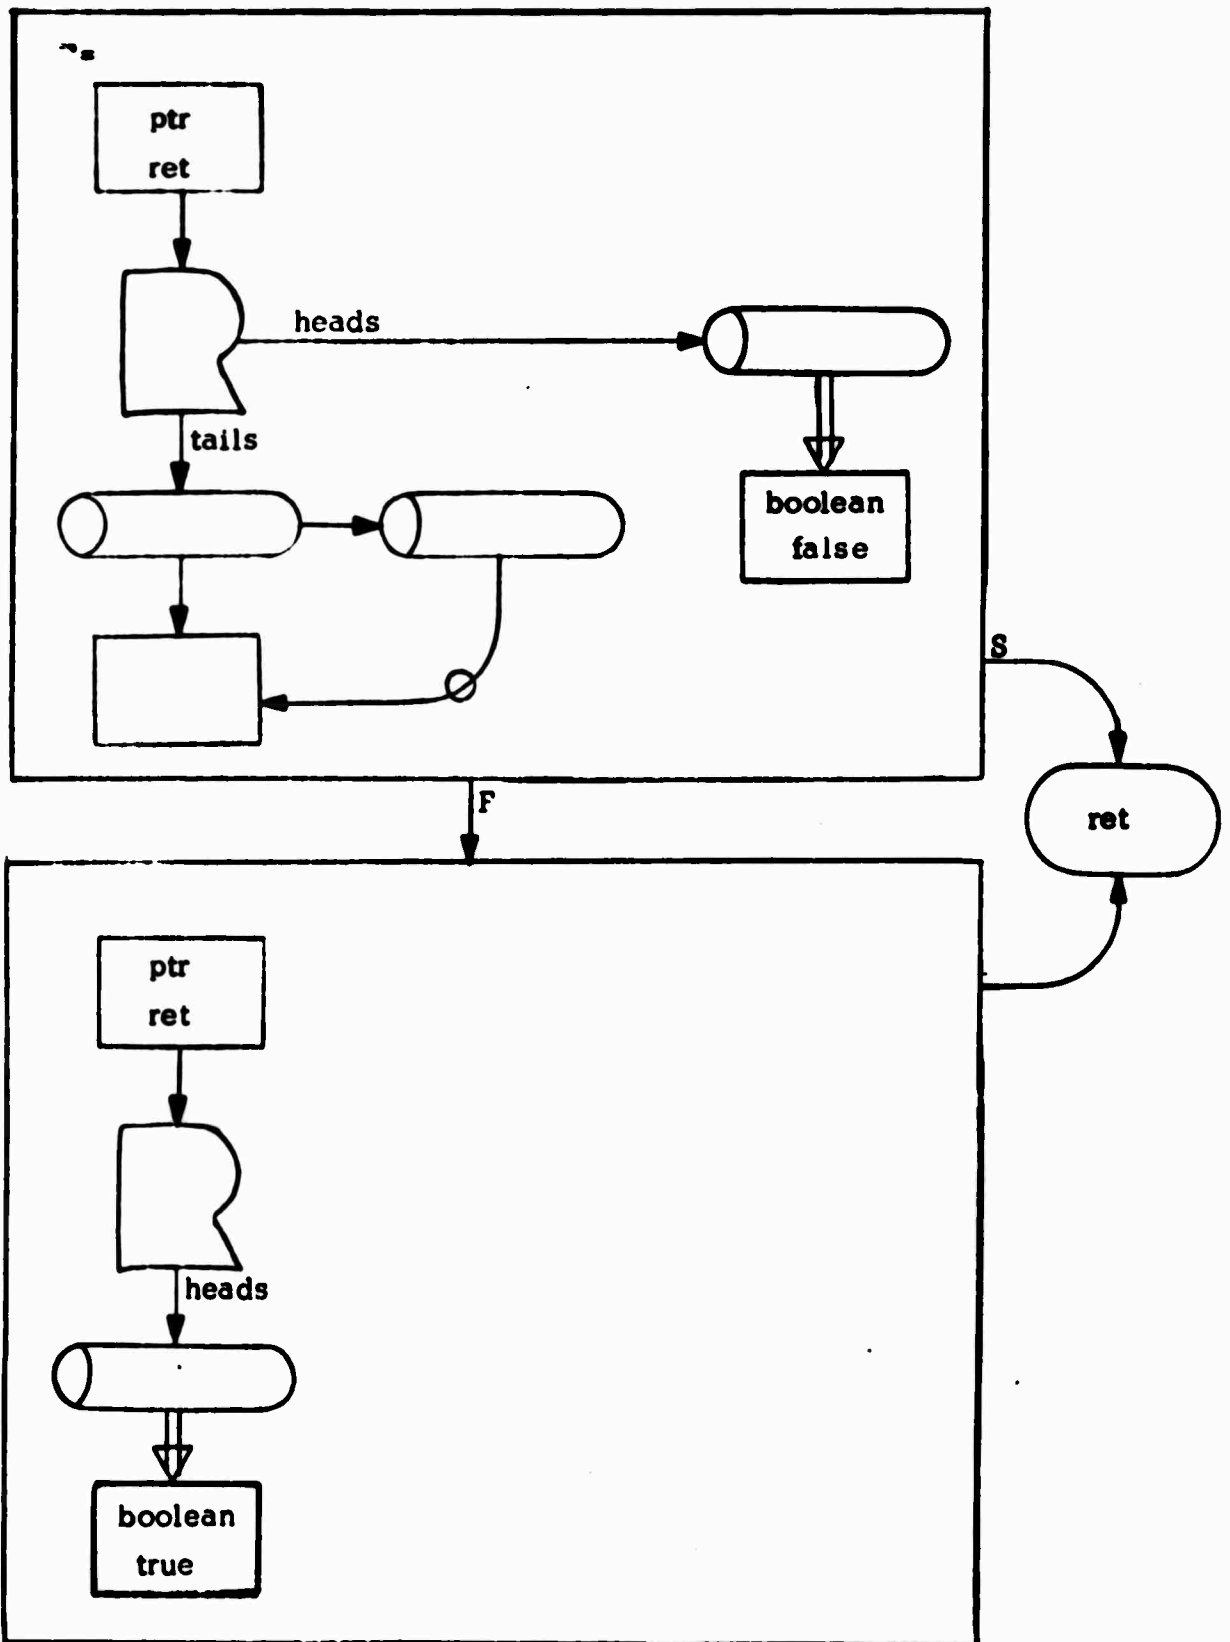 ptr
ret
heads
tails
boolean
false
S
ret
F
ptr
ret
heads
boolean
true